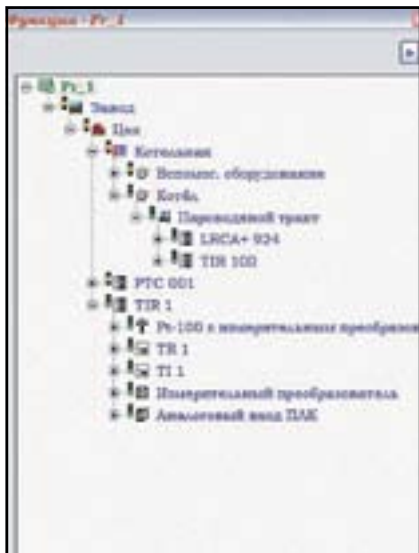 Функции - Pr_1
Pr_1
Завод
Цех
Котельная
Вспомог. оборудование
Котёл
Пароводяной тракт
LRCA+ 924
TIR 100
PTC 001
TIR 1
Pt-100 с измерительным преобразов
TR 1
TI 1
Измерительный преобразователь
Аналоговый вход ПЛК